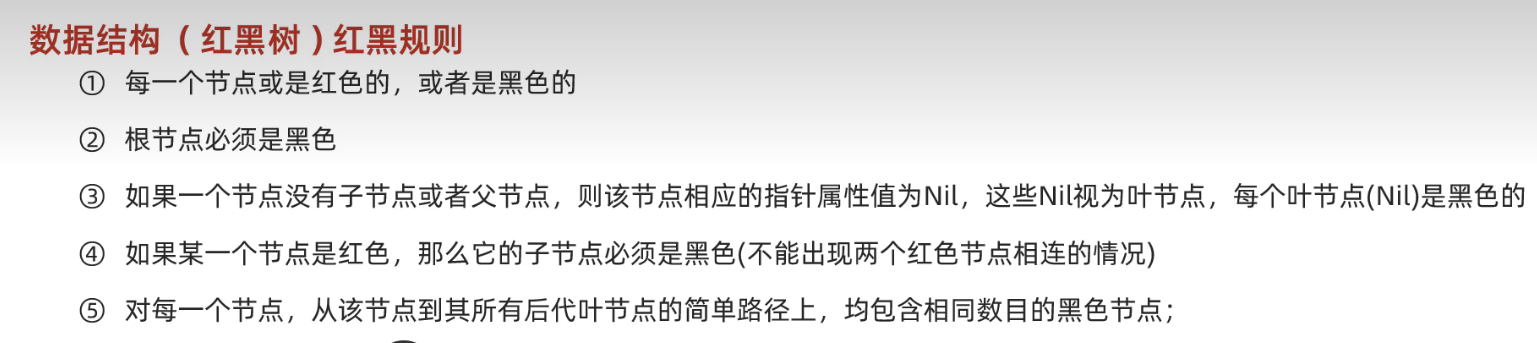 数据结构（红黑树）红黑规则
① 每一个节点或是红色的，或者是黑色的
② 根节点必须是黑色
③ 如果一个节点没有子节点或者父节点，则该节点相应的指针属性值为Nil，这些Nil视为叶节点，每个叶节点(Nil)是黑色的
④ 如果某一个节点是红色，那么它的子节点必须是黑色(不能出现两个红色节点相连的情况)
⑤ 对每一个节点，从该节点到其所有后代叶节点的简单路径上，均包含相同数目的黑色节点；